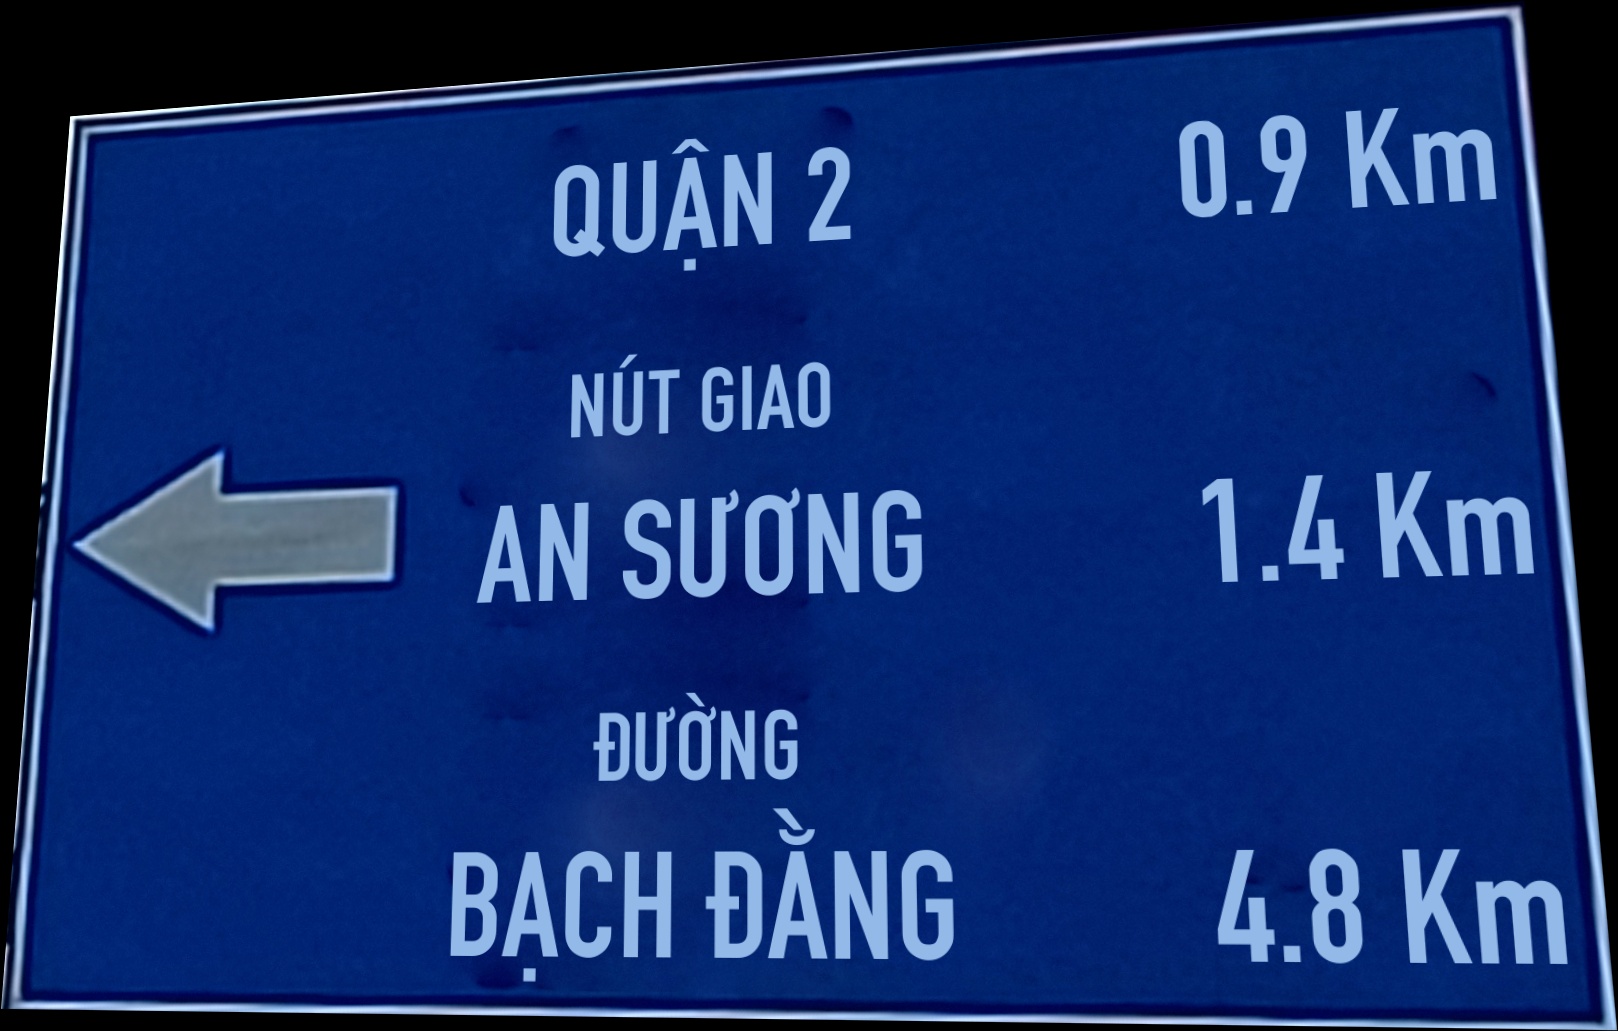 QUẬN 2 0.9 Km
NÚT GIAO
AN SƯƠNG 1.4 Km
ĐƯỜNG
BẠCH ĐẰNG 4.8 Km